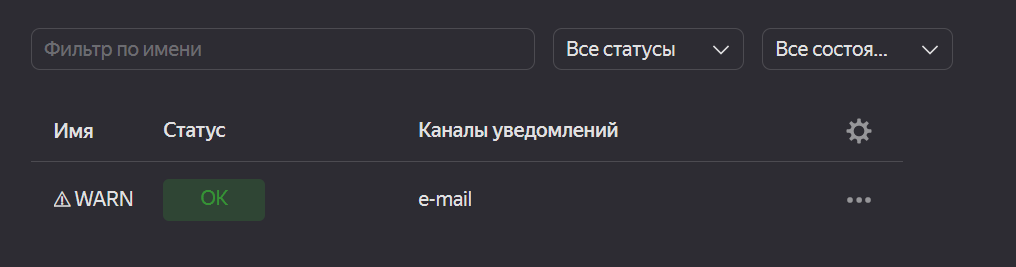 Фильтр по имени Все статусы Все состоя...
Имя Статус Каналы уведомлений
⚠ WARN OK e-mail